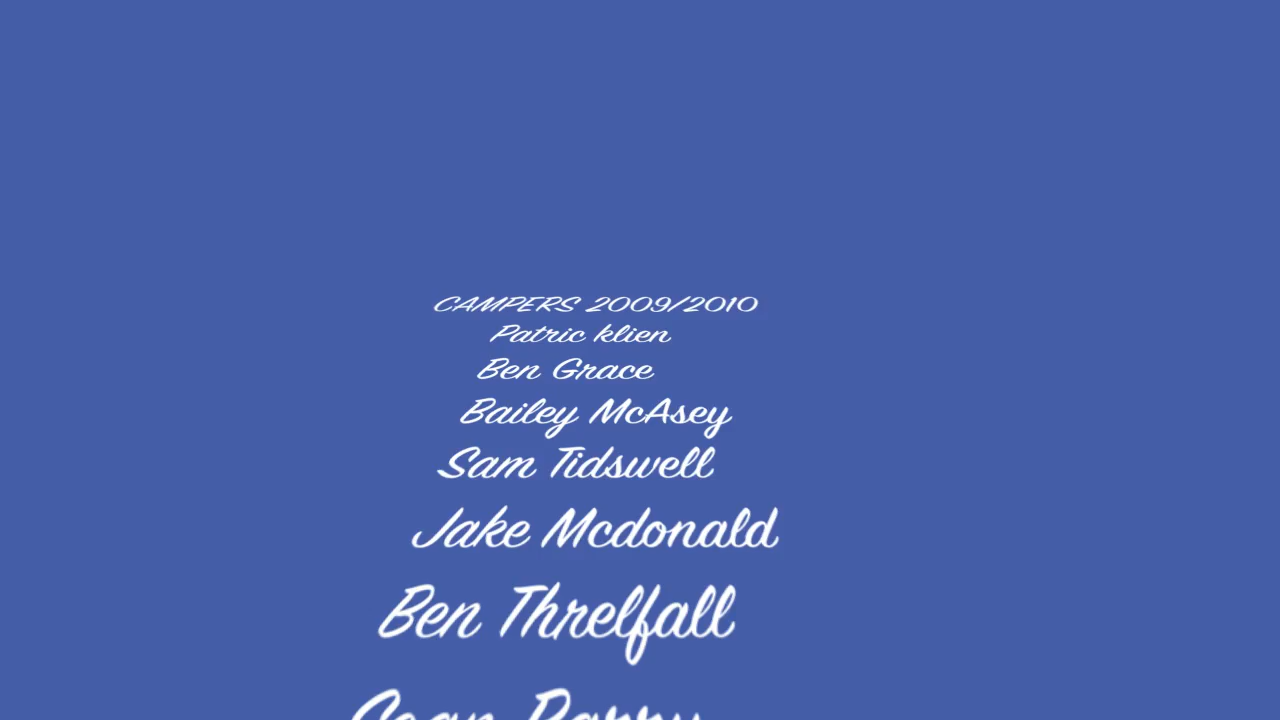 CAMPERS 2009/2010
Patric klien
Ben Grace
Bailey McAsey
Sam Tidswell
Jake Mcdonald
Ben Threlfall